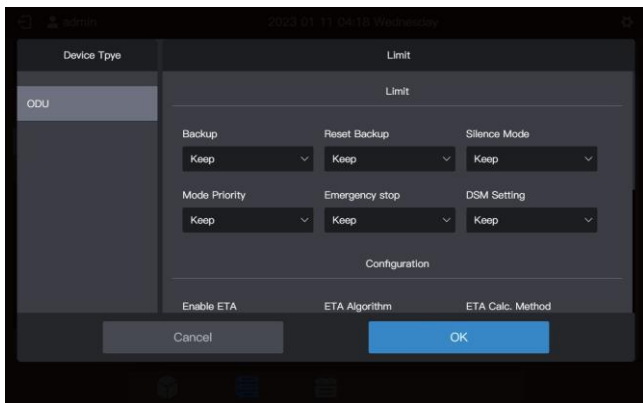 admin 2023 01 11 04:18 Wednesday
Device Tpye Limit
ODU
Limit
Backup Reset Backup Silence Mode
Keep Keep Keep
Mode Priority Emergency stop DSM Setting
Keep Keep Keep
Configuration
Enable ETA ETA Algorithm ETA Calc. Method
Cancel OK